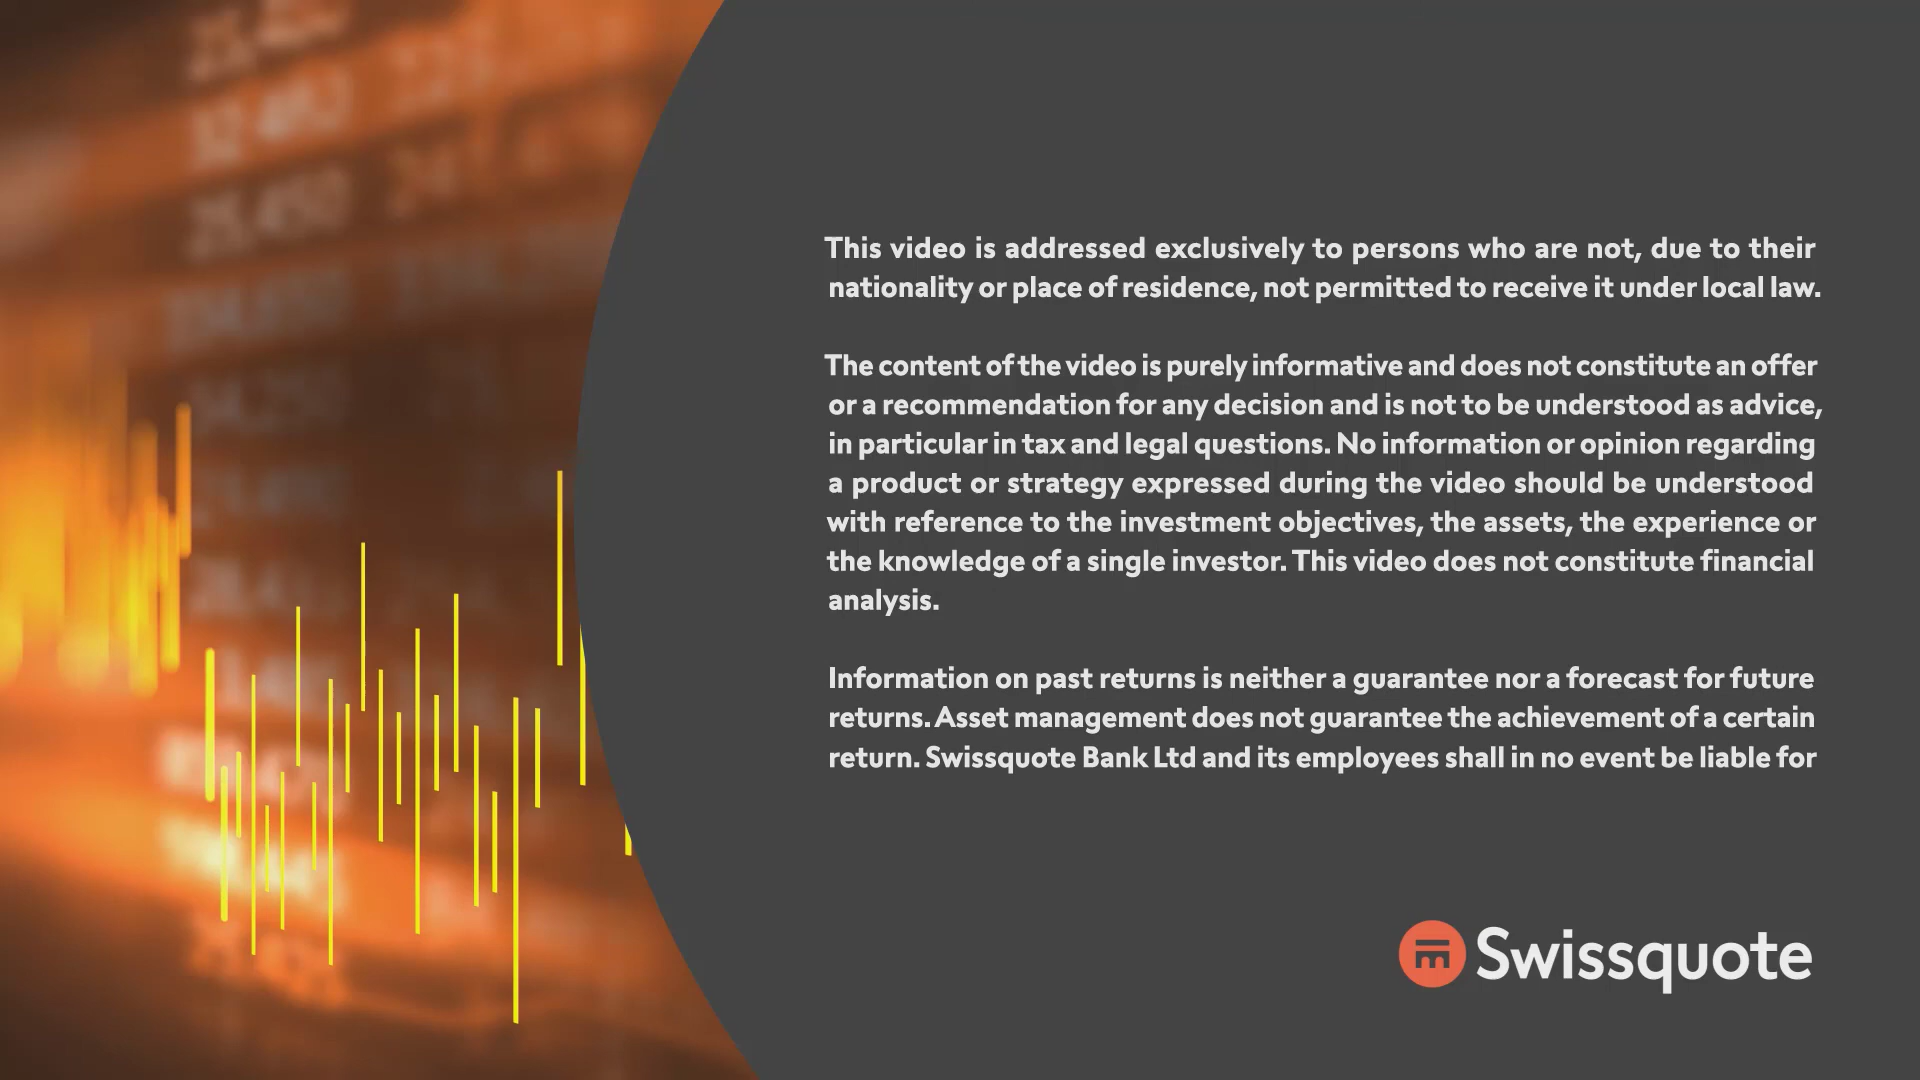 This video is addressed exclusively to persons who are not, due to their
nationality or place of residence, not permitted to receive it under local law.
The content of the video is purely informative and does not constitute an offer
or a recommendation for any decision and is not to be understood as advice,
in particular in tax and legal questions. No information or opinion regarding
a product or strategy expressed during the video should be understood
with reference to the investment objectives, the assets, the experience or
the knowledge of a single investor. This video does not constitute financial
analysis.
Information on past returns is neither a guarantee nor a forecast for future
returns. Asset management does not guarantee the achievement of a certain
return. Swissquote Bank Ltd and its employees shall in no event be liable for
Swissquote